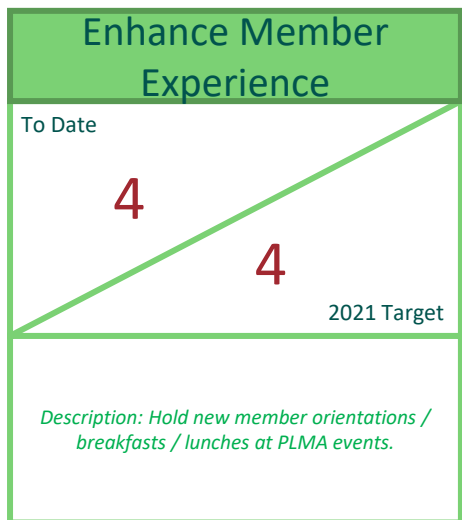 Enhance Member
Experience
To Date
4
4
2021 Target
Description: Hold new member orientations /
breakfasts / lunches at PLMA events.